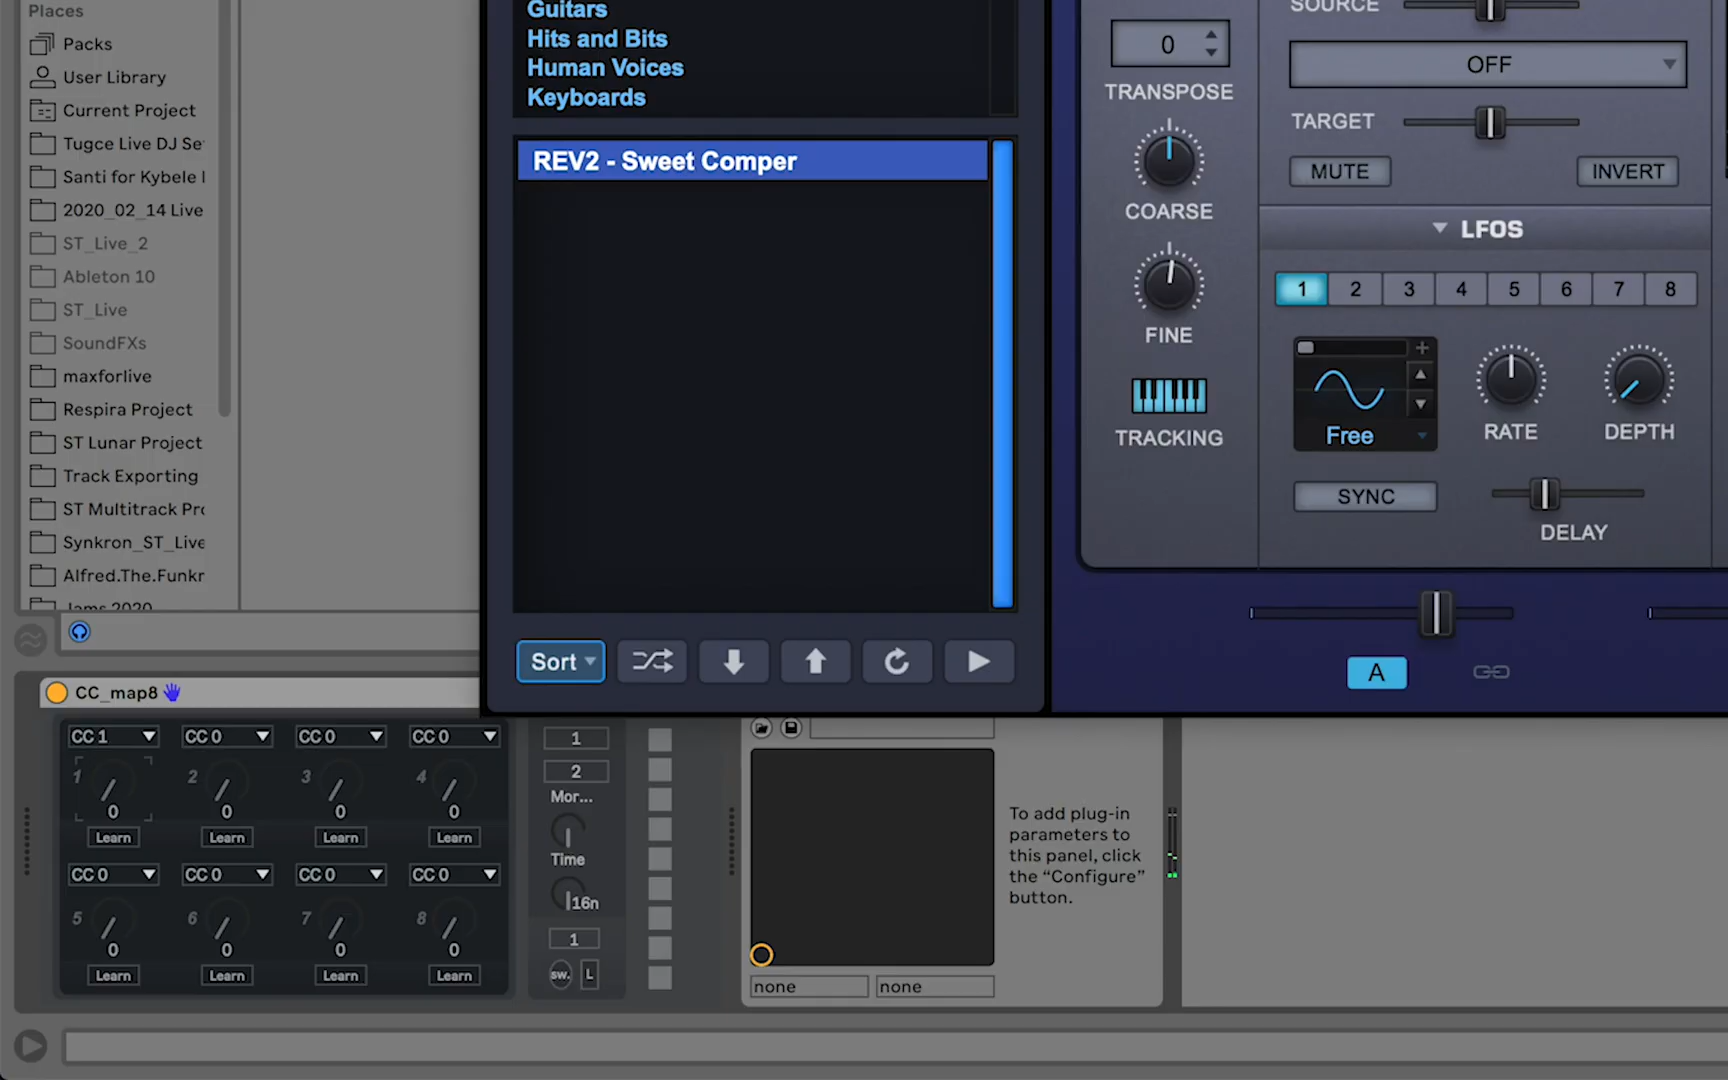 Places
Packs
User Library
Current Project
Tugce Live DJ Se
Santi for Kybele
2020_02_14 Live
ST_Live_2
Ableton 10
ST_Live
SoundFXs
maxforlive
Respira Project
ST Lunar Project
Track Exporting
ST Multitrack Pro
Synkron_ST_Live
Alfred.The.Funkr
Jams 2020
Guitars
Hits and Bits
Human Voices
Keyboards
REV2 - Sweet Comper
Sort
0
TRANSPOSE
COARSE
FINE
TRACKING
SOURCE
OFF
TARGET
MUTE INVERT
LFOS
1 2 3 4 5 6 7 8
Free
RATE DEPTH
SYNC
DELAY
A
CC_map8
CC 1 CC 0 CC 0 CC 0
1 2 3 4
0 0 0 0
Learn Learn Learn Learn
CC 0 CC 0 CC 0 CC 0
5 6 7 8
0 0 0 0
Learn Learn Learn Learn
1
2
Mor...
Time
16n
1
sw. L
none none
To add plug-in
parameters to
this panel, click
the “Configure”
button.